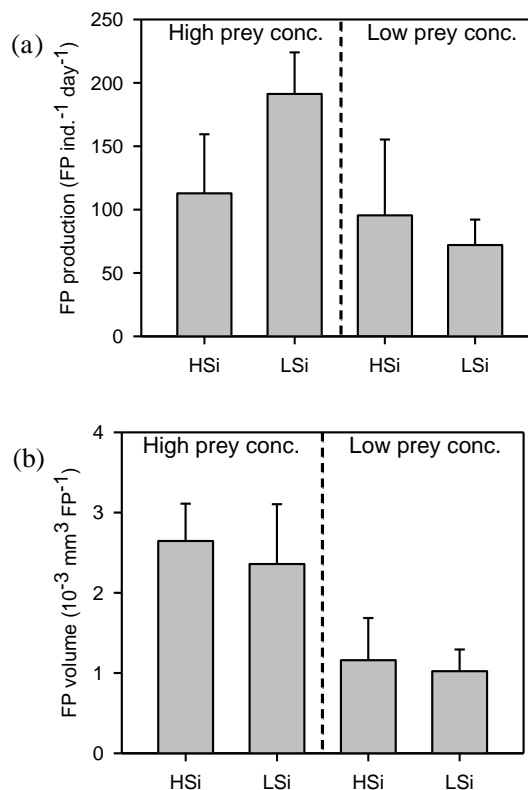 (a)
High prey conc.
Low prey conc.
FP production (FP ind.-1 day-1)
250
200
150
100
50
0
HSi
LSi
HSi
LSi
(b)
High prey conc.
Low prey conc.
FP volume (10-3 mm3 FP-1)
4
3
2
1
0
HSi
LSi
HSi
LSi